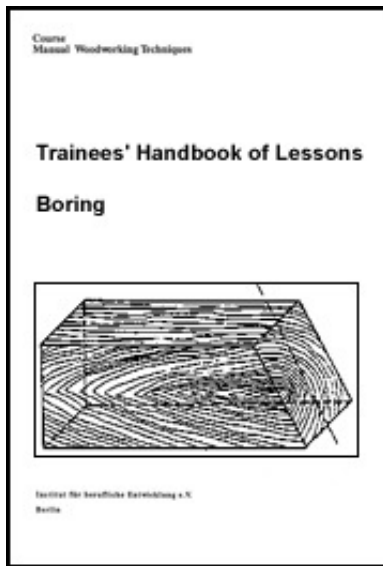 Course
Manual Woodworking Techniques
Trainees' Handbook of Lessons
Boring
Institut für berufliche Entwicklung e.V.
Berlin